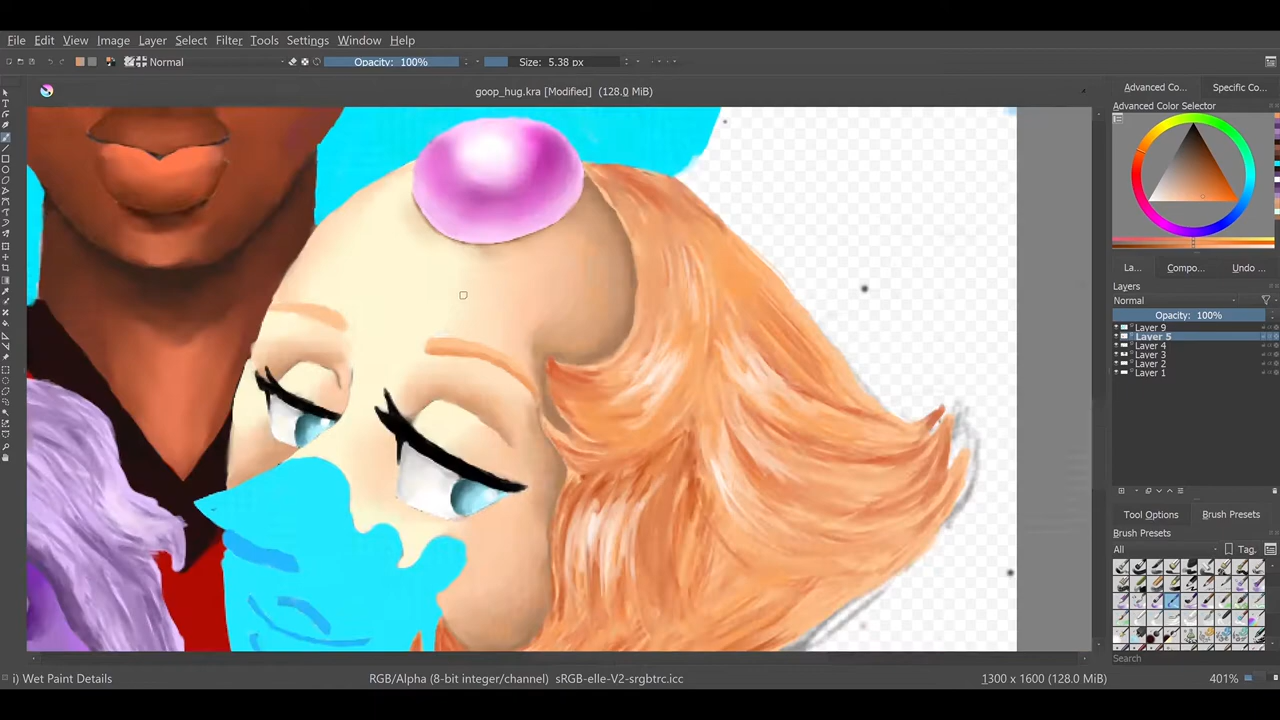 File Edit View Image Layer Select Filter Tools Settings Window Help
Normal Opacity: 100% Size: 5.38 px
goop_hug.kra [Modified] (128.0 MiB)
Advanced Co... Specific Co...
Advanced Color Selector
La... Compo... Undo ...
Layers
Normal
Opacity: 100%
Layer 9
Layer 5
Layer 4
Layer 3
Layer 2
Layer 1
Tool Options Brush Presets
Brush Presets
All Tag.
Search
i) Wet Paint Details RGB/Alpha (8-bit integer/channel) sRGB-elle-V2-srgbtrc.icc 1300 x 1600 (128.0 MiB) 401%